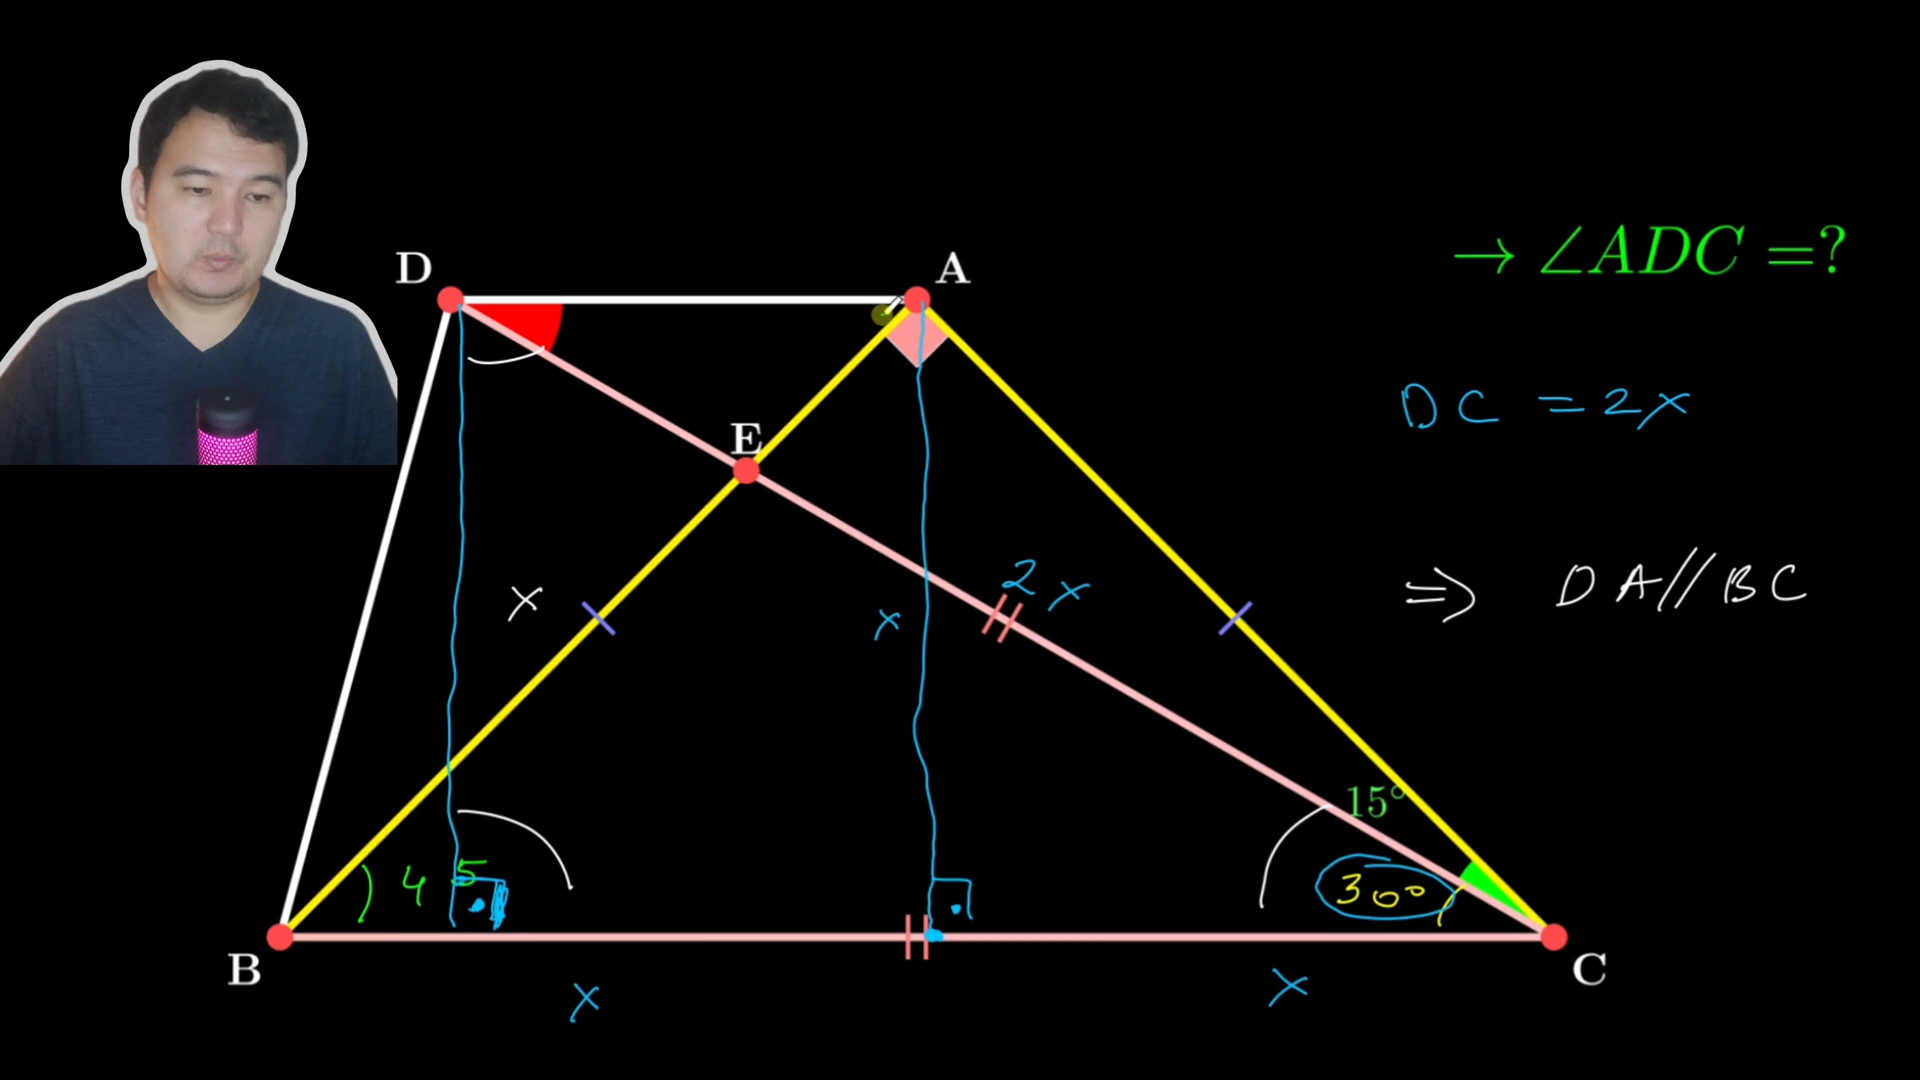 → ∠ADC =?
D
A
DC = 2x
E
2x
x
x
⇒ DA//BC
15°
45
30°
B
C
x
x